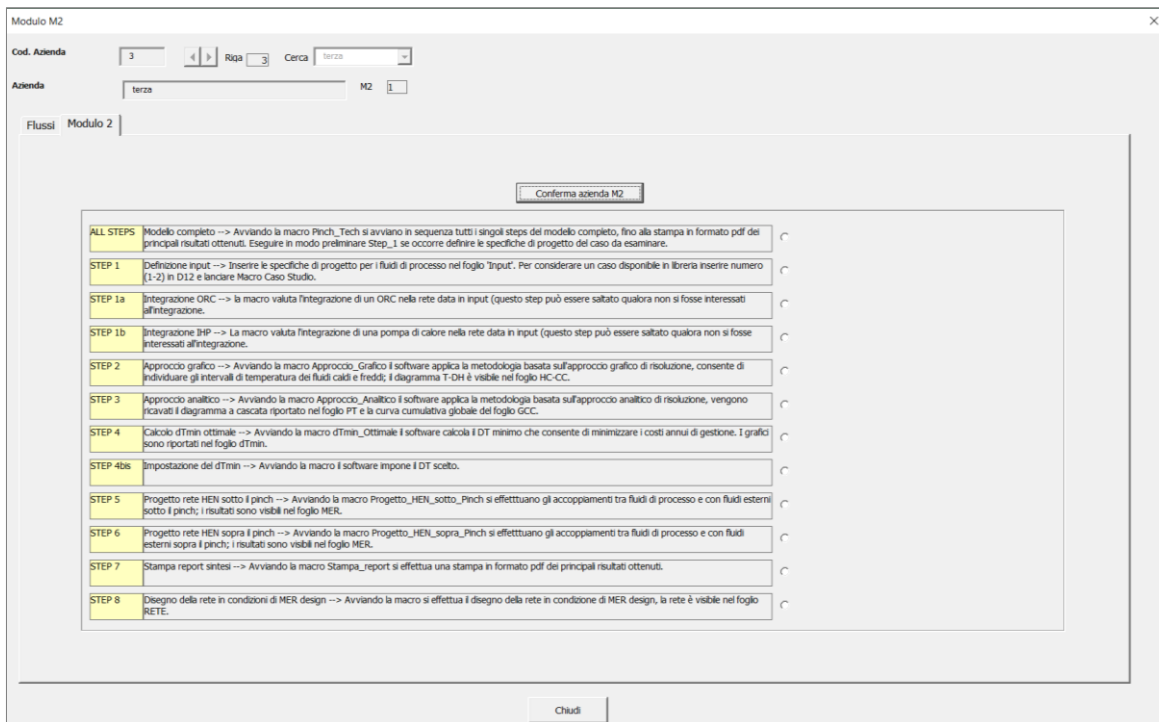 Modulo M2
Cod. Azienda 3 Riga 3 Cerca terza
Azienda terza M2 1
Flussi Modulo 2
Conferma azienda M2
ALL STEPS Modello completo --> Avviando la macro Pinch_Tech si avviano in sequenza tutti i singoli steps del modello completo, fino alla stampa in formato pdf dei
principali risultati ottenuti. Eseguire in modo preliminare Step_1 se occorre definire le specifiche di progetto del caso da esaminare.
STEP 1 Definizione input --> Inserire le specifiche di progetto per i fluidi di processo nel foglio 'Input'. Per considerare un caso disponibile in libreria inserire numero
(1-2) in D12 e lanciare Macro Caso Studio.
STEP 1a Integrazione ORC --> la macro valuta l'integrazione di un ORC nella rete data in input (questo step può essere saltato qualora non si fosse interessati
all'integrazione.
STEP 1b Integrazione IHP --> La macro valuta l'integrazione di una pompa di calore nella rete data in input (questo step può essere saltato qualora non si fosse
interessati all'integrazione.
STEP 2 Approccio grafico --> Avviando la macro Approccio_Grafico il software applica la metodologia basata sull'approccio grafico di risoluzione, consente di
individuare gli intervalli di temperatura dei fluidi caldi e freddi; il diagramma T-DH è visibile nel foglio HC-CC.
STEP 3 Approccio analitico --> Avviando la macro Approccio_Analitico il software applica la metodologia basata sull'approccio analitico di risoluzione, vengono
ricavati il diagramma a cascata riportato nel foglio PT e la curva cumulativa globale del foglio GCC.
STEP 4 Calcolo dTmin ottimale --> Avviando la macro dTmin_Ottimale il software calcola il DT minimo che consente di minimizzare i costi annui di gestione. I grafici
sono riportati nel foglio dTmin.
STEP 4bis Impostazione del dTmin --> Avviando la macro il software impone il DT scelto.
STEP 5 Progetto rete HEN sotto il pinch --> Avviando la macro Progetto_HEN_sotto_Pinch si effetttuano gli accoppiamenti tra fluidi di processo e con fluidi esterni
sotto il pinch; i risultati sono visibili nel foglio MER.
STEP 6 Progetto rete HEN sopra il pinch --> Avviando la macro Progetto_HEN_sopra_Pinch si effetttuano gli accoppiamenti tra fluidi di processo e con fluidi
esterni sopra il pinch; i risultati sono visibili nel foglio MER.
STEP 7 Stampa report sintesi --> Avviando la macro Stampa_report si effettua una stampa in formato pdf dei principali risultati ottenuti.
STEP 8 Disegno della rete in condizioni di MER design --> Avviando la macro si effettua il disegno della rete in condizione di MER design, la rete è visibile nel foglio
RETE.
Chiudi